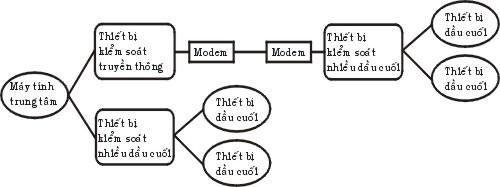 Máy tính
trung tâm
Thiết bị
kiểm soát
truyền thông
Modem
Modem
Thiết bị
kiểm soát
nhiều đầu cuối
Thiết bị
đầu cuối
Thiết bị
đầu cuối
Thiết bị
kiểm soát
nhiều đầu cuối
Thiết bị
đầu cuối
Thiết bị
đầu cuối